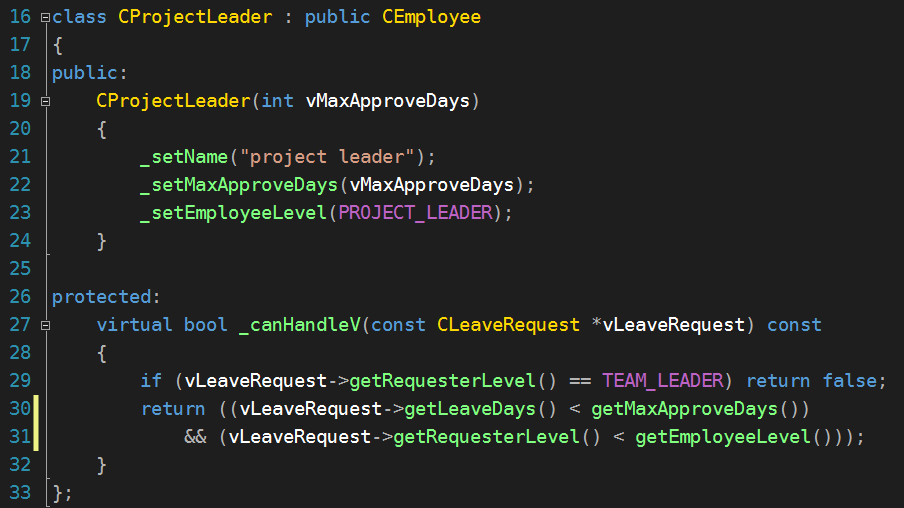 16 class CProjectLeader : public CEmployee
17 {
18 public:
19     CProjectLeader(int vMaxApproveDays)
20     {
21         _setName("project leader");
22         _setMaxApproveDays(vMaxApproveDays);
23         _setEmployeeLevel(PROJECT_LEADER);
24     }
25
26 protected:
27     virtual bool _canHandleV(const CLeaveRequest *vLeaveRequest) const
28     {
29         if (vLeaveRequest->getRequesterLevel() == TEAM_LEADER) return false;
30         return ((vLeaveRequest->getLeaveDays() < getMaxApproveDays())
31             && (vLeaveRequest->getRequesterLevel() < getEmployeeLevel()));
32     }
33 };